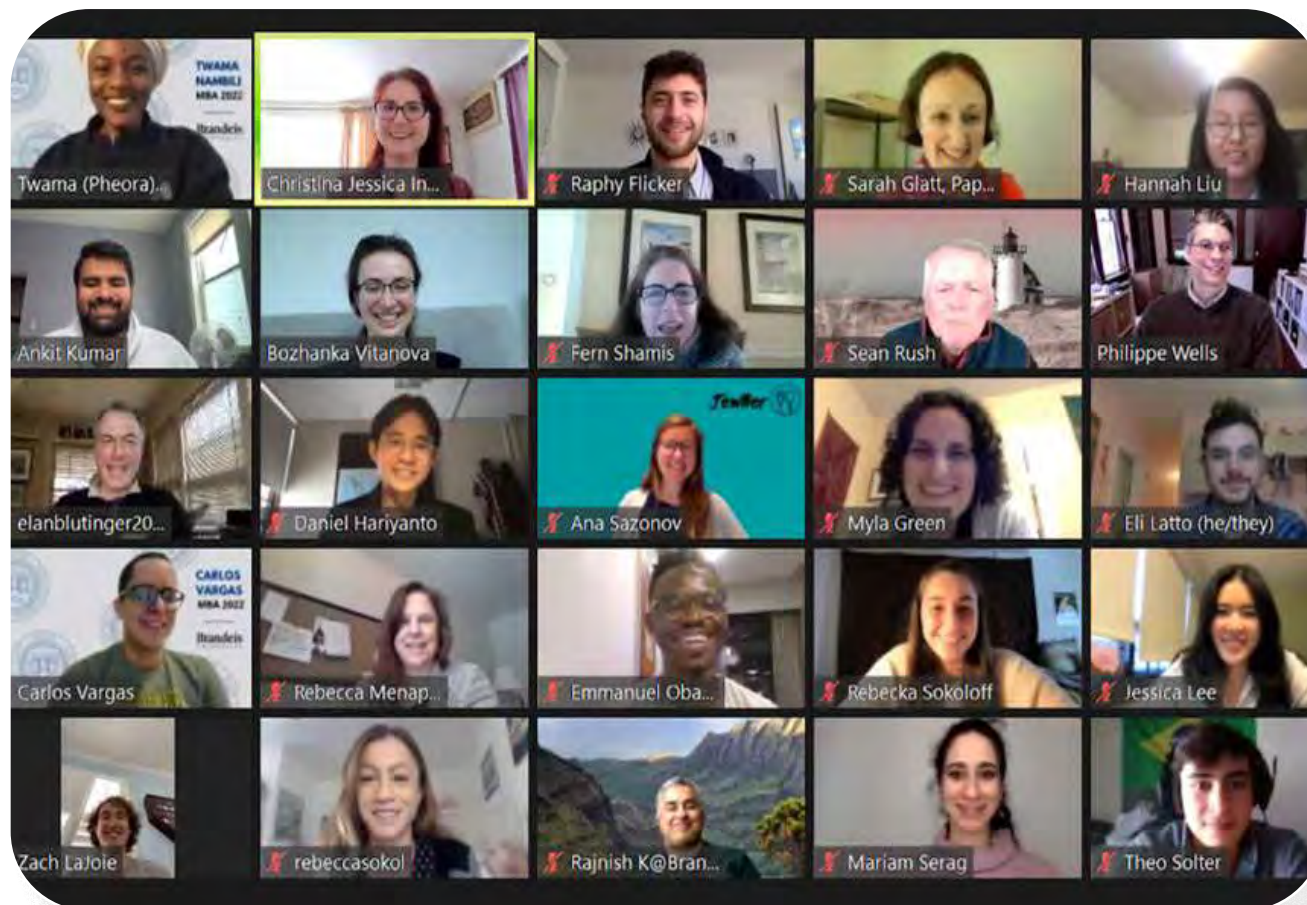 TWAMA
NAMBILI
MBA 2022
Brandeis
Twama (Pheora)...
Christina Jessica In...
Raphy Flicker
Sarah Glatt, Pap...
Hannah Liu
Ankit Kumar
Bozhanka Vitanova
Fern Shamis
Sean Rush
Philippe Wells
elanblutinger20...
Daniel Hariyanto
Ana Sazonov
Myla Green
Eli Latto (he/they)
CARLOS
VARGAS
MBA 2022
Brandeis
Carlos Vargas
Rebecca Menap...
Emmanuel Oba...
Rebecka Sokoloff
Jessica Lee
Zach LaJoie
rebeccasokol
Rajnish K@Bran...
Mariam Serag
Theo Solter